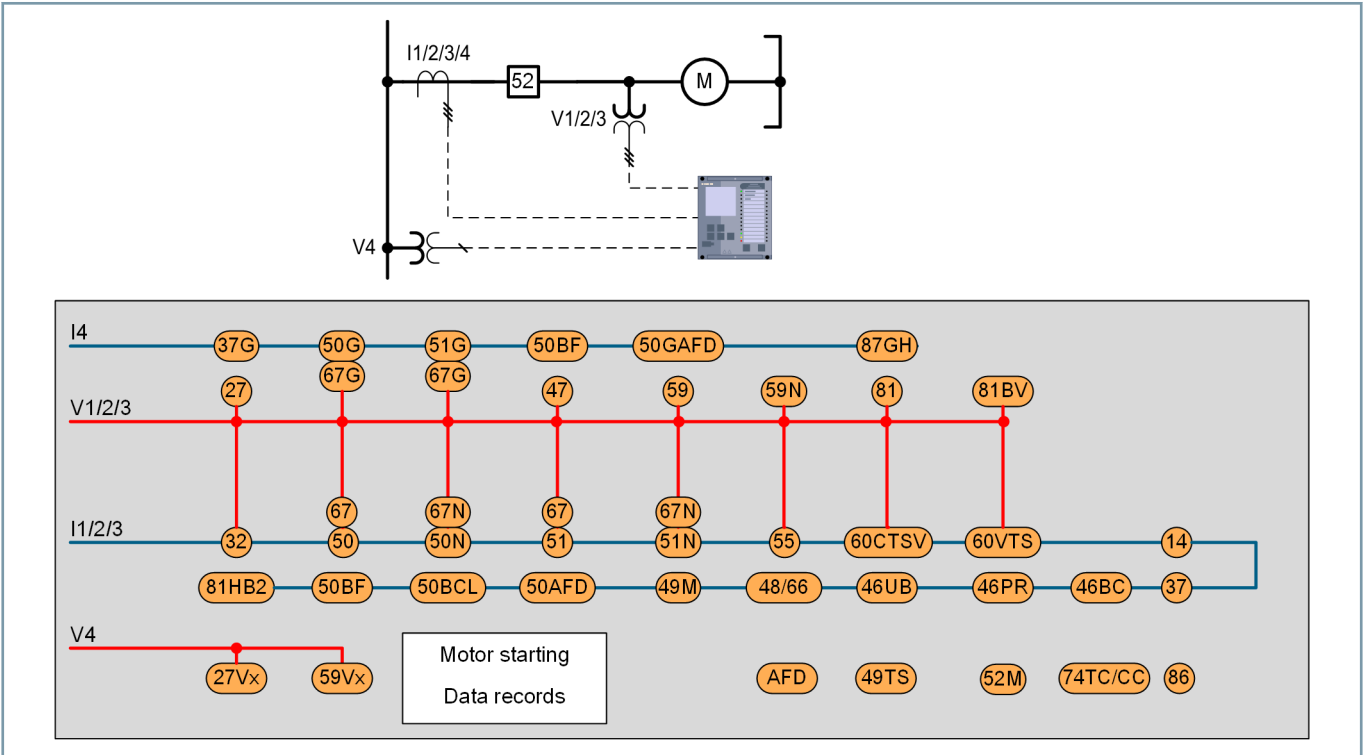 I1/2/3/4
52
M
V1/2/3
V4
I4
37G
50G
51G
50BF
50GAFD
87GH
67G
67G
27
47
59
59N
81
81BV
V1/2/3
67
67N
67
67N
I1/2/3
32
50
50N
51
51N
55
60CTSV
60VTS
14
81HB2
50BF
50BCL
50AFD
49M
48/66
46UB
46PR
46BC
37
V4
27Vx
59Vx
Motor starting
Data records
AFD
49TS
52M
74TC/CC
86